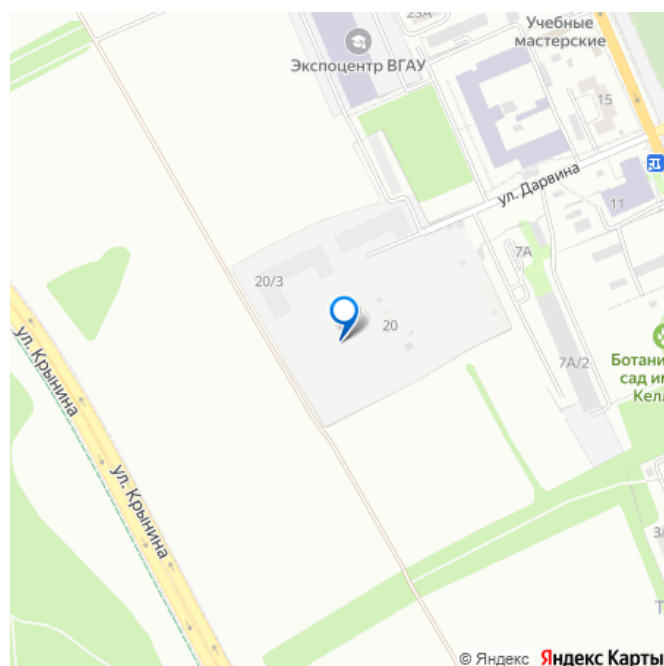 23А
Учебные
мастерские
Экспоцентр ВГАУ
15
ул. Дарвина
11
7А
20/3
20
7А/2
ул. Крынина
ул. Крынина
Ботани
сад им
Келл
3/
Т
© Яндекс Яндекс Карты